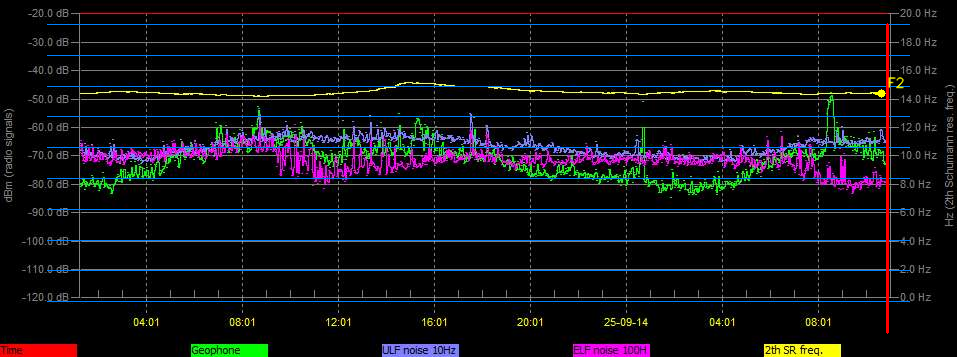 -20.0 dB 20.0 Hz
-30.0 dB 18.0 Hz
-40.0 dB 16.0 Hz
F2
-50.0 dB 14.0 Hz
-60.0 dB 12.0 Hz
-70.0 dB 10.0 Hz
-80.0 dB 8.0 Hz
-90.0 dB 6.0 Hz
-100.0 dB 4.0 Hz
-110.0 dB 2.0 Hz
-120.0 dB 0.0 Hz
dBm (radio signals)
Hz (2th Schumann res. freq.)
04:01 08:01 12:01 16:01 20:01 25-09-14 04:01 08:01
Time Geophone ULF noise 10Hz ELF noise 100H 2th SR freq.